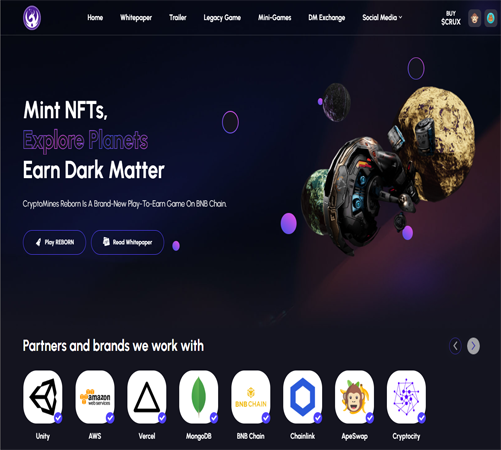 Home Whitepaper Trailer Legacy Game Mini-Games DM Exchange Social Media BUY
$CRUX
Mint NFTs,
Explore Planets
Earn Dark Matter
CryptoMines Reborn Is A Brand-New Play-To-Earn Game On BNB Chain.
Play REBORN Read Whitepaper
Partners and brands we work with
amazon
web services
BNB CHAIN
Unity AWS Vercel MongoDB BNB Chain Chainlink ApeSwap Cryptocity